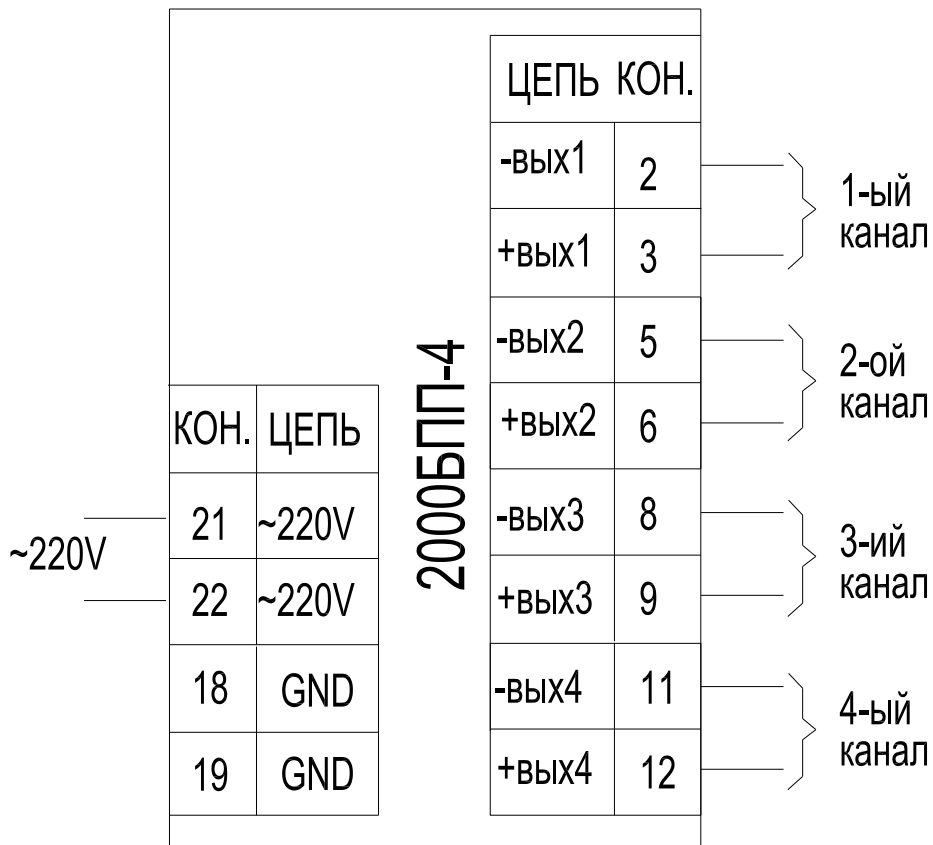 ЦЕПЬ КОН.
-вых1 2
+вых1 3
1-ый
канал
-вых2 5
+вых2 6
2-ой
канал
-вых3 8
+вых3 9
3-ий
канал
-вых4 11
+вых4 12
4-ый
канал
2000БПП-4
КОН. ЦЕПЬ
~220V
21 ~220V
22 ~220V
18 GND
19 GND